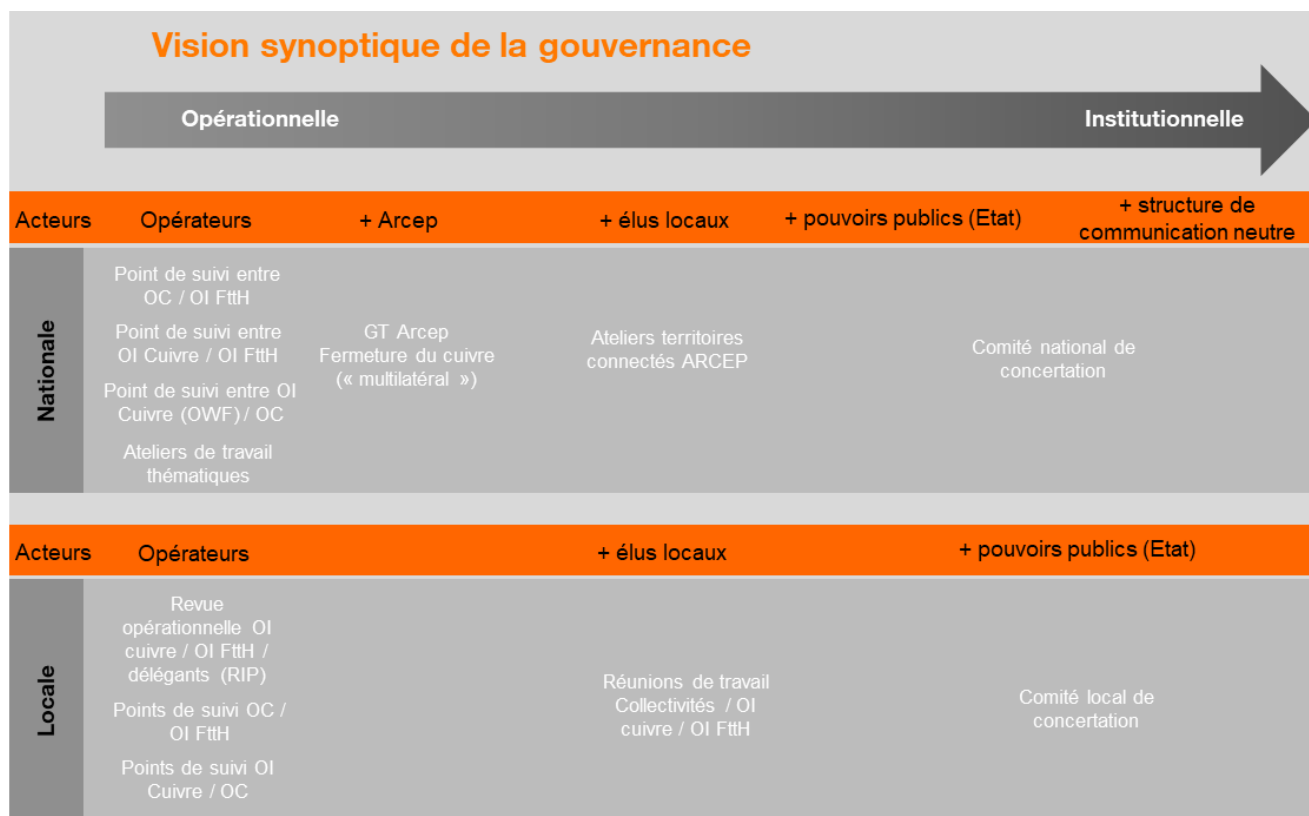 Vision synoptique de la gouvernance
Opérationnelle
Institutionnelle
Acteurs
Opérateurs
+ Arcep
+ élus locaux
+ pouvoirs publics (Etat)
+ structure de
communication neutre
Nationale
Point de suivi entre
OC / OI FttH
Point de suivi entre
OI Cuivre / OI FttH
Point de suivi entre OI
Cuivre (OWF) / OC
Ateliers de travail
thématiques
GT Arcep
Fermeture du cuivre
(« multilatéral »)
Ateliers territoires
connectés ARCEP
Comité national de
concertation
Acteurs
Opérateurs
+ élus locaux
+ pouvoirs publics (Etat)
Locale
Revue
opérationnelle OI
cuivre / OI FttH /
délégants (RIP)
Points de suivi OC /
OI FttH
Points de suivi OI
Cuivre / OC
Réunions de travail
Collectivités / OI
cuivre / OI FttH
Comité local de
concertation